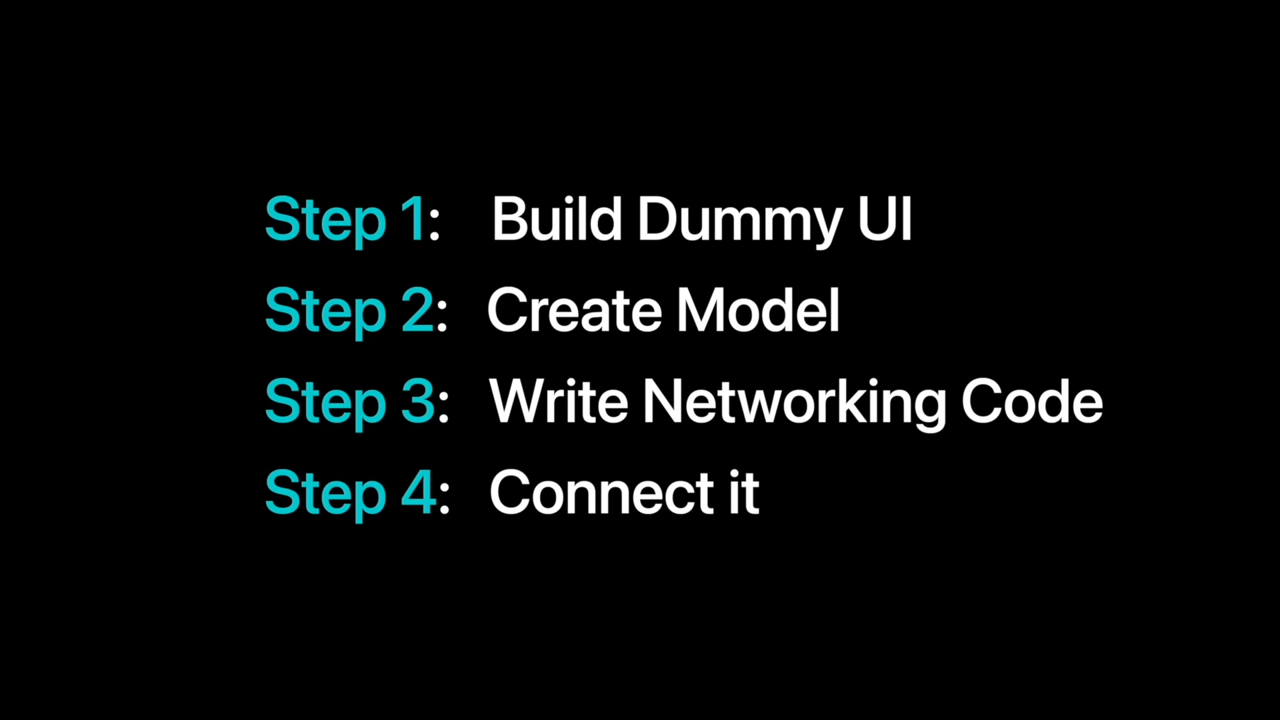 Step 1: Build Dummy UI
Step 2: Create Model
Step 3: Write Networking Code
Step 4: Connect it